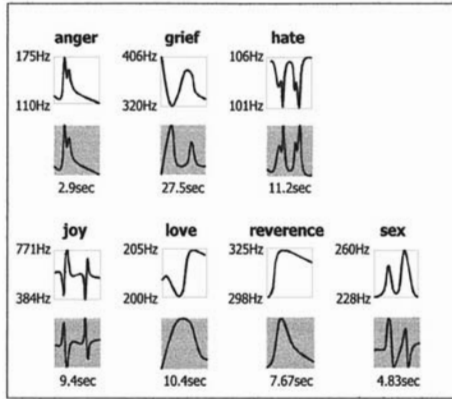 anger grief hate
175Hz 406Hz 106Hz
110Hz 320Hz 101Hz
2.9sec 27.5sec 11.2sec
joy love reverence sex
771Hz 205Hz 325Hz 260Hz
384Hz 200Hz 298Hz 228Hz
9.4sec 10.4sec 7.67sec 4.83sec